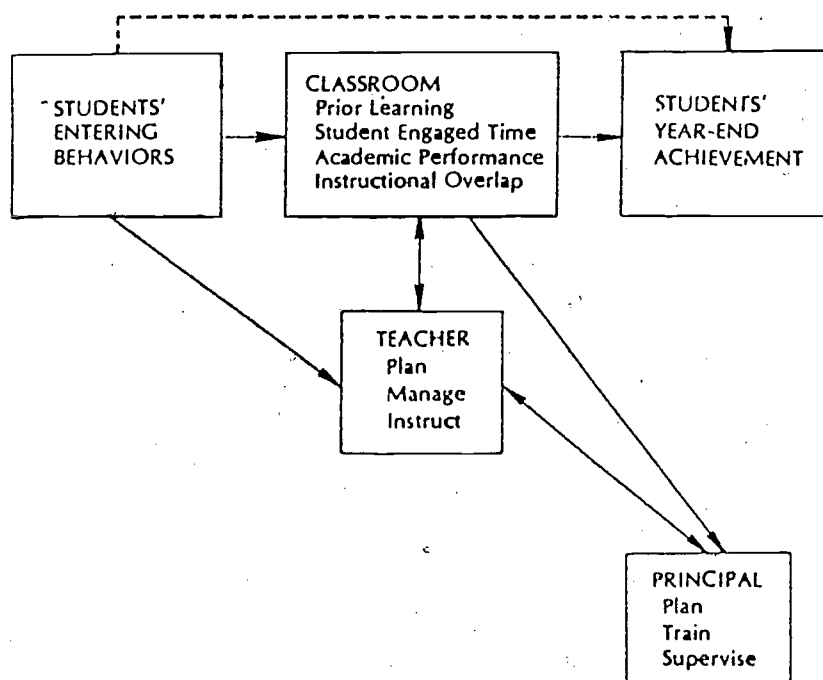 STUDENTS'
ENTERING
BEHAVIORS
CLASSROOM
Prior Learning
Student Engaged Time
Academic Performance
Instructional Overlap
STUDENTS'
YEAR-END
ACHIEVEMENT
TEACHER
Plan
Manage
Instruct
PRINCIPAL
Plan
Train
Supervise